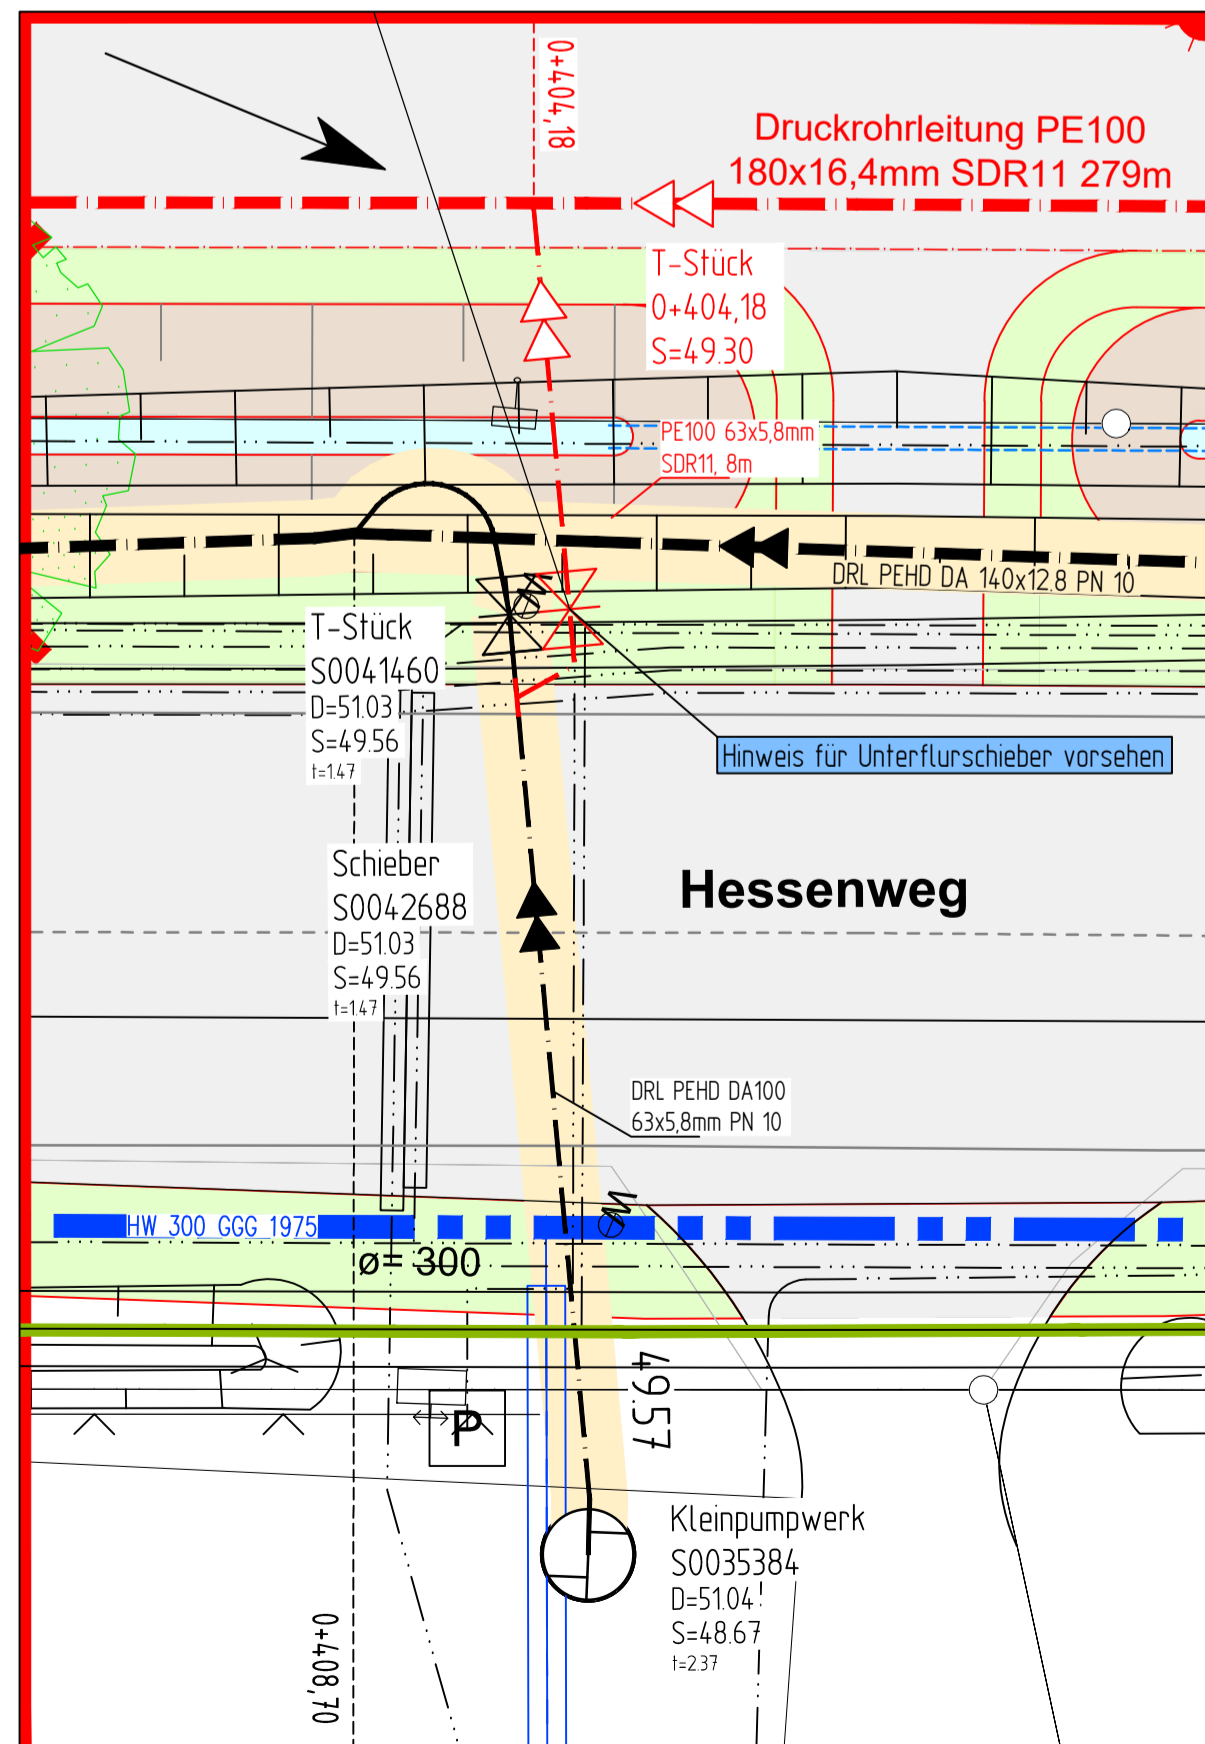 0+404,18
Druckrohrleitung PE100
180x16,4mm SDR11 279m
T-Stück
0+404,18
S=49.30
PE100 63x5,8mm
SDR11, 8m
DRL PEHD DA 140x12.8 PN 10
T-Stück
S0041460
D=51.03
S=49.56
t=1.47
Hinweis für Unterflurschieber vorsehen
Schieber
S0042688
D=51.03
S=49.56
t=1.47
Hessenweg
DRL PEHD DA100
63x5,8mm PN 10
HW 300 GGG 1975
ø= 300
49.57
P
Kleinpumpwerk
S0035384
D=51.04
S=48.67
t=2.37
0+408,70